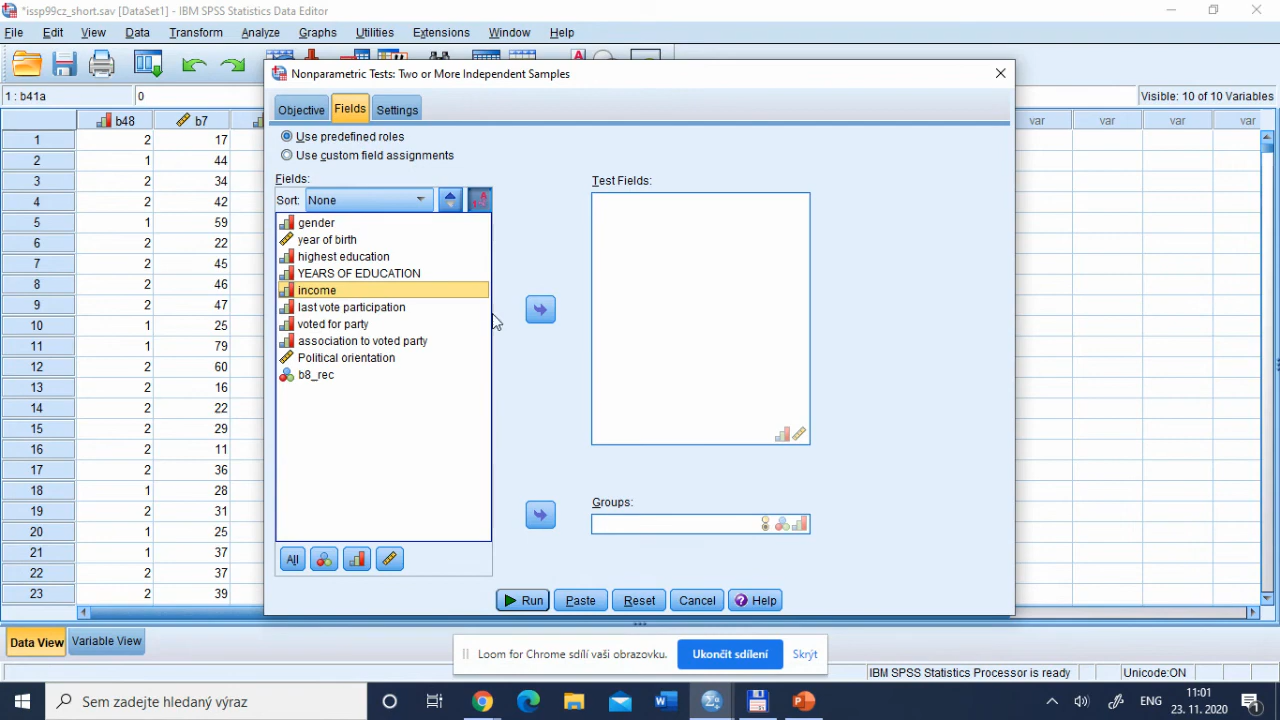 *issp99cz_short.sav [DataSet1] - IBM SPSS Statistics Data Editor
File Edit View Data Transform Analyze Graphs Utilities Extensions Window Help
Nonparametric Tests: Two or More Independent Samples
1 : b41a 0
Visible: 10 of 10 Variables
Objective Fields Settings
b48 b7
var var var var
Use predefined roles
Use custom field assignments
Fields:
Sort: None
gender
year of birth
highest education
YEARS OF EDUCATION
income
last vote participation
voted for party
association to voted party
Political orientation
b8_rec
All
Test Fields:
Groups:
Run Paste Reset Cancel Help
1 2 17
2 1 44
3 2 34
4 2 42
5 1 59
6 2 22
7 2 45
8 2 46
9 2 47
10 1 25
11 1 79
12 2 60
13 2 16
14 2 22
15 2 29
16 2 11
17 2 36
18 1 28
19 2 31
20 1 25
21 1 37
22 2 37
23 2 39
Data View Variable View
Loom for Chrome sdílí vaši obrazovku. Ukončit sdílení Skrýt
IBM SPSS Statistics Processor is ready Unicode:ON
Sem zadejte hledaný výraz
ENG
11:01
23. 11. 2020
1